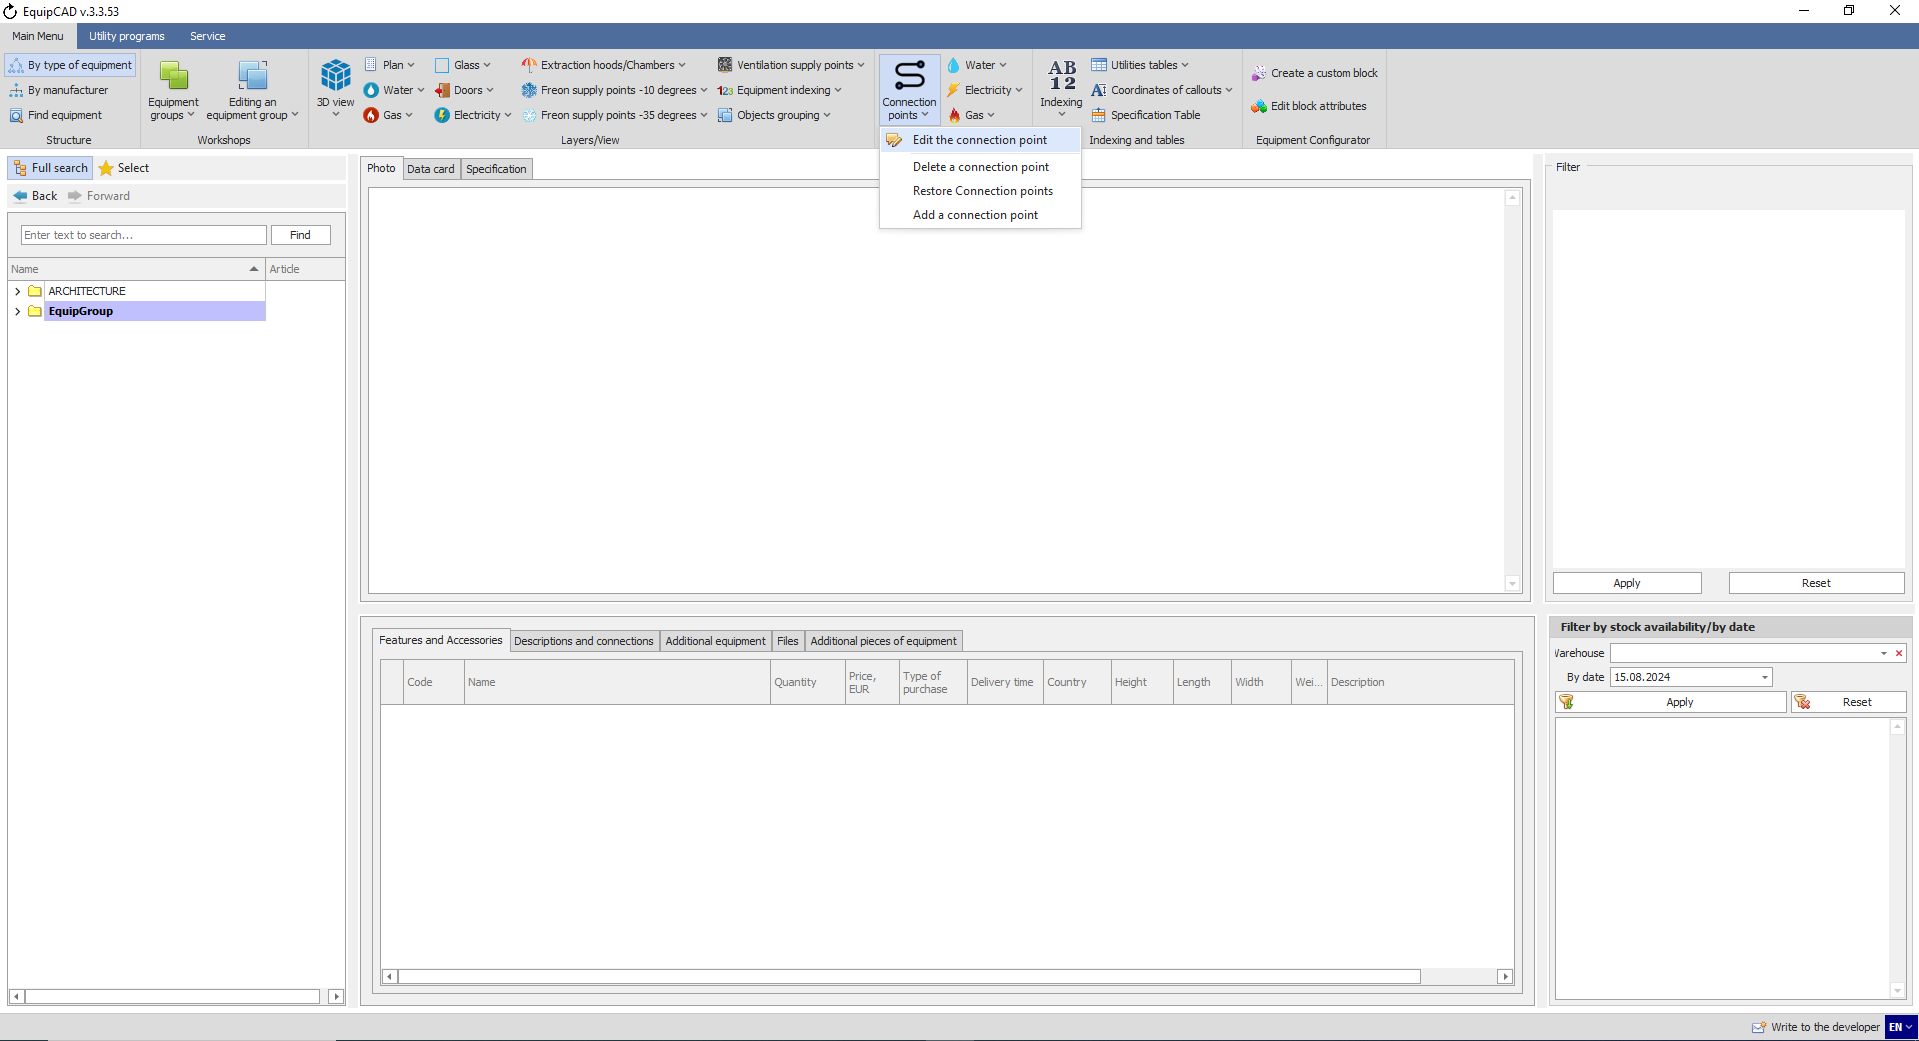 EquipCAD v.3.3.53
Main Menu Utility programs Service
By type of equipment
By manufacturer
Find equipment
Structure
Equipment groups
Editing an equipment group
Workshops
3D view
Plan
Water
Gas
Glass
Doors
Electricity
Extraction hoods/Chambers
Freon supply points -10 degrees
Freon supply points -35 degrees
Ventilation supply points
123 Equipment indexing
Objects grouping
Layers/View
Connection points
Water
Electricity
Gas
AB
12
Indexing
Utilities tables
Coordinates of callouts
Specification Table
Indexing and tables
Create a custom block
Edit block attributes
Equipment Configurator
Edit the connection point
Delete a connection point
Restore Connection points
Add a connection point
Full search Select
Back Forward
Enter text to search... Find
Name Article
ARCHITECTURE
EquipGroup
Photo Data card Specification
Filter
Apply Reset
Features and Accessories Descriptions and connections Additional equipment Files Additional pieces of equipment
Code Name Quantity Price, EUR Type of purchase Delivery time Country Height Length Width Wei... Description
Filter by stock availability/by date
Varehouse
By date 15.08.2024
Apply Reset
Write to the developer EN